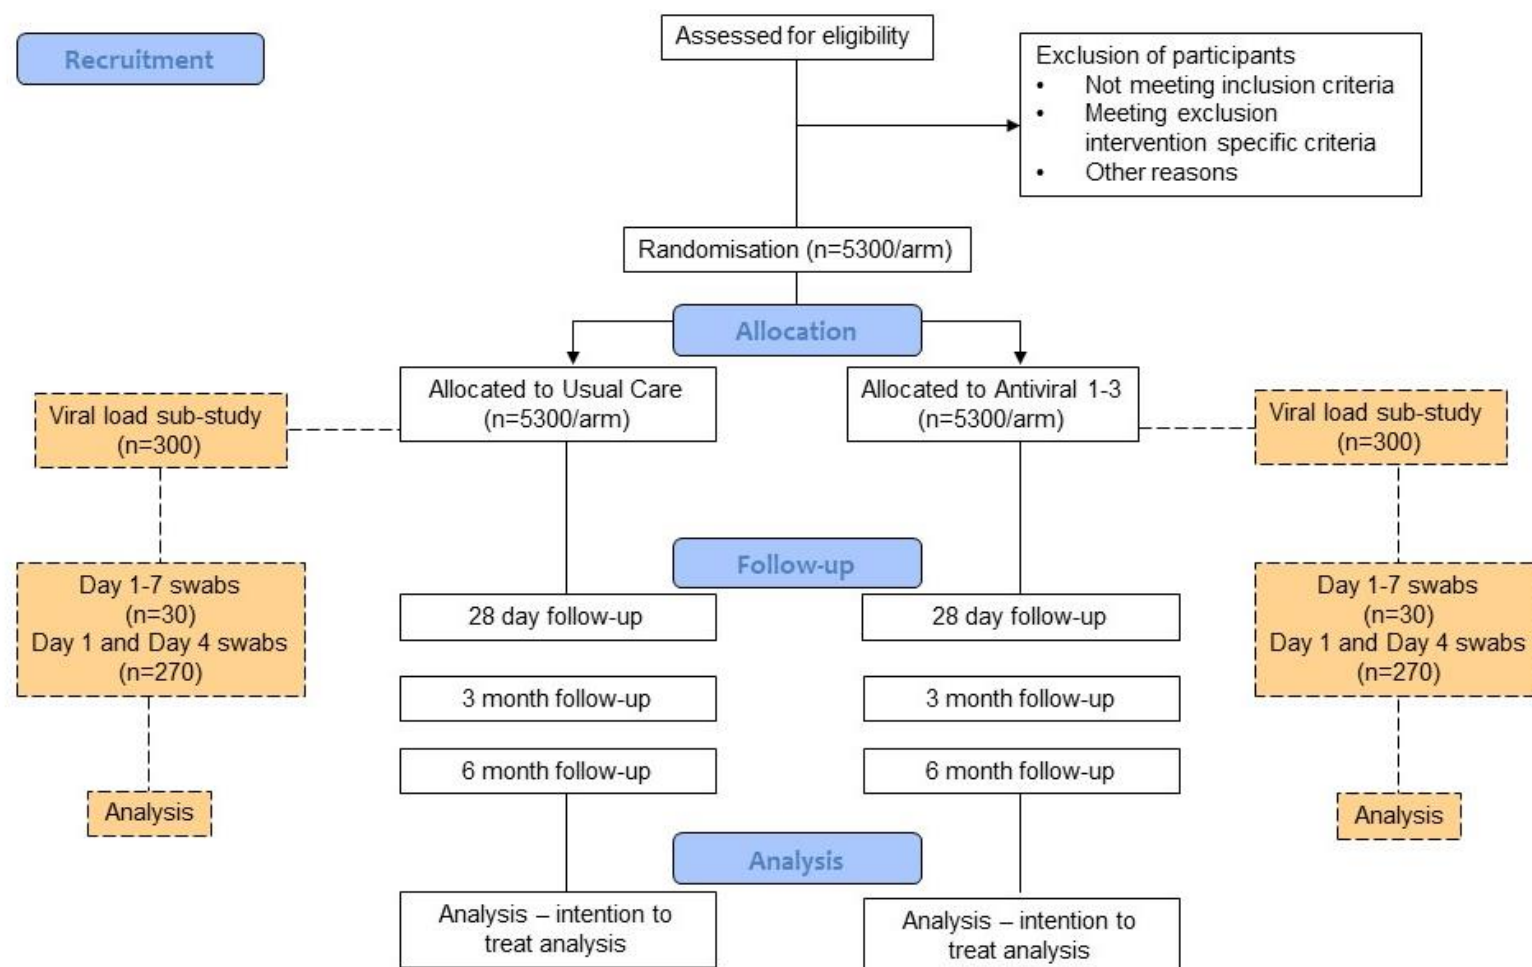 Recruitment
Assessed for eligibility
Exclusion of participants
• Not meeting inclusion criteria
• Meeting exclusion
intervention specific criteria
• Other reasons
Randomisation (n=5300/arm)
Allocation
Allocated to Usual Care
(n=5300/arm)
Allocated to Antiviral 1-3
(n=5300/arm)
Viral load sub-study
(n=300)
Viral load sub-study
(n=300)
Day 1-7 swabs
(n=30)
Day 1 and Day 4 swabs
(n=270)
Follow-up
Day 1-7 swabs
(n=30)
Day 1 and Day 4 swabs
(n=270)
28 day follow-up
28 day follow-up
3 month follow-up
3 month follow-up
6 month follow-up
6 month follow-up
Analysis
Analysis
Analysis
Analysis – intention to
treat analysis
Analysis – intention to
treat analysis